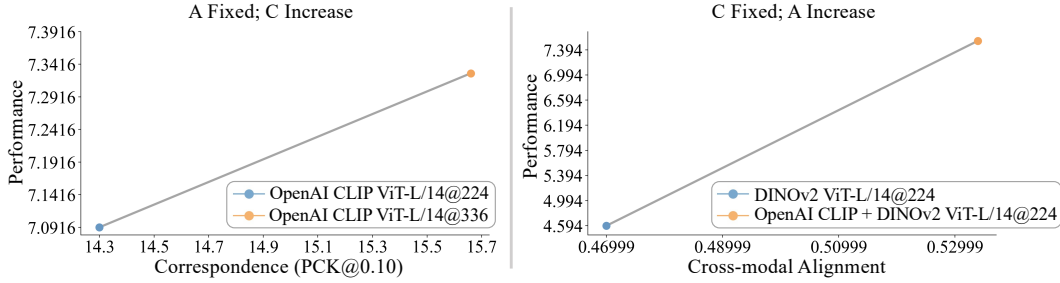 A Fixed; C Increase
Performance
7.3916
7.3416
7.2916
7.2416
7.1916
7.1416
7.0916
14.3 14.5 14.7 14.9 15.1 15.3 15.5 15.7
Correspondence (PCK@0.10)
OpenAI CLIP ViT-L/14@224
OpenAI CLIP ViT-L/14@336
C Fixed; A Increase
Performance
7.394
6.994
6.594
6.194
5.794
5.394
4.994
4.594
0.46999 0.48999 0.50999 0.52999
Cross-modal Alignment
DINOv2 ViT-L/14@224
OpenAI CLIP + DINOv2 ViT-L/14@224